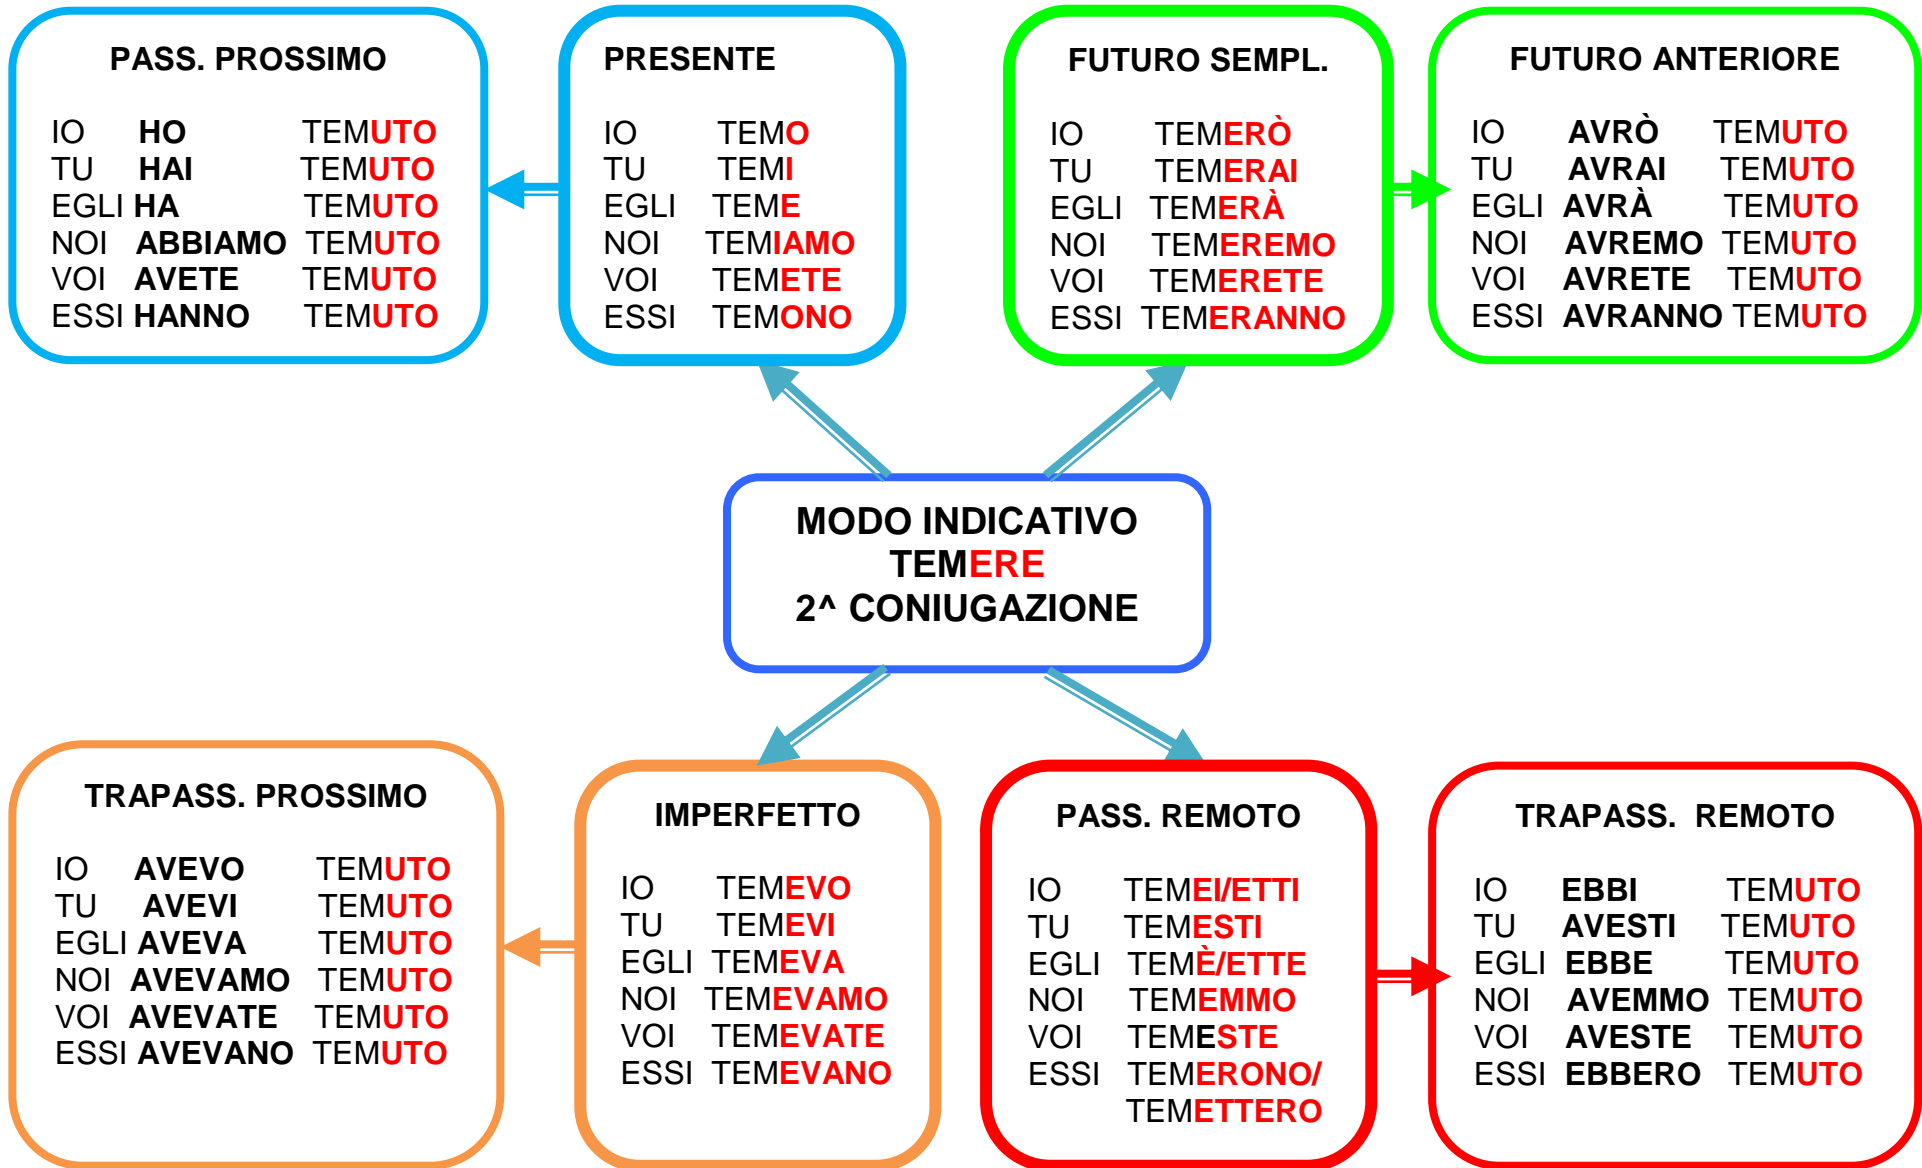 PASS. PROSSIMO
IO HO TEMUTO
TU HAI TEMUTO
EGLI HA TEMUTO
NOI ABBIAMO TEMUTO
VOI AVETE TEMUTO
ESSI HANNO TEMUTO
PRESENTE
IO TEMO
TU TEMI
EGLI TEME
NOI TEMIAMO
VOI TEMETE
ESSI TEMONO
FUTURO SEMPL.
IO TEMERÒ
TU TEMERAI
EGLI TEMERÀ
NOI TEMEREMO
VOI TEMERETE
ESSI TEMERANNO
FUTURO ANTERIORE
IO AVRÒ TEMUTO
TU AVRAI TEMUTO
EGLI AVRÀ TEMUTO
NOI AVREMO TEMUTO
VOI AVRETE TEMUTO
ESSI AVRANNO TEMUTO
MODO INDICATIVO
TEMERE
2^ CONIUGAZIONE
TRAPASS. PROSSIMO
IO AVEVO TEMUTO
TU AVEVI TEMUTO
EGLI AVEVA TEMUTO
NOI AVEVAMO TEMUTO
VOI AVEVATE TEMUTO
ESSI AVEVANO TEMUTO
IMPERFETTO
IO TEMEVO
TU TEMEVI
EGLI TEMEVA
NOI TEMEVAMO
VOI TEMEVATE
ESSI TEMEVANO
PASS. REMOTO
IO TEMEI/ETTI
TU TEMESTI
EGLI TEMÈ/ETTE
NOI TEMEMMO
VOI TEMESTE
ESSI TEMERONO/
TEMETTERO
TRAPASS. REMOTO
IO EBBI TEMUTO
TU AVESTI TEMUTO
EGLI EBBE TEMUTO
NOI AVEMMO TEMUTO
VOI AVESTE TEMUTO
ESSI EBBERO TEMUTO